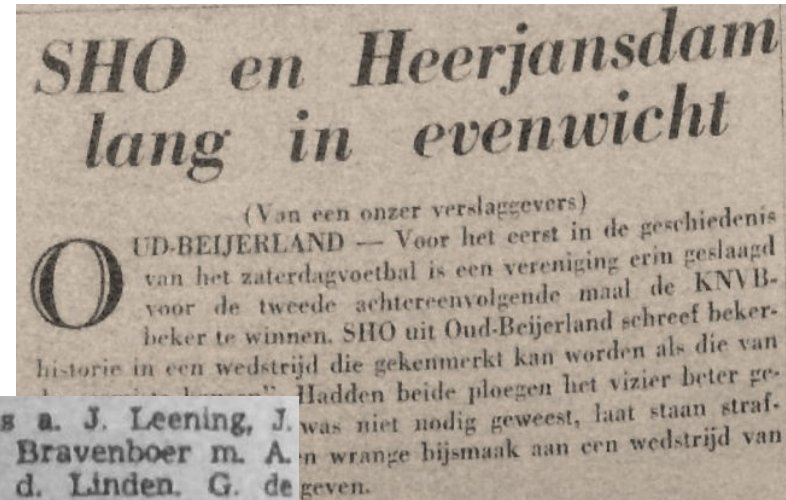 SHO en Heerjansdam
lang in evenwicht
(Van een onzer verslaggevers)
OUD-BEIJERLAND — Voor het eerst in de geschiedenis
van het zaterdagvoetbal is een vereniging erin geslaagd
voor de tweede achtereenvolgende maal de KNVB-
beker te winnen. SHO uit Oud-Beijerland schreef beker-
historie in een wedstrijd die gekenmerkt kan worden als die van
Hadden beide ploegen het vizier beter ge-
was niet nodig geweest, laat staan straf-
wrange bijsmaak aan een wedstrijd van
geven.
s a. J. Leening, J.
Bravenboer m. A.
d. Linden. G. de